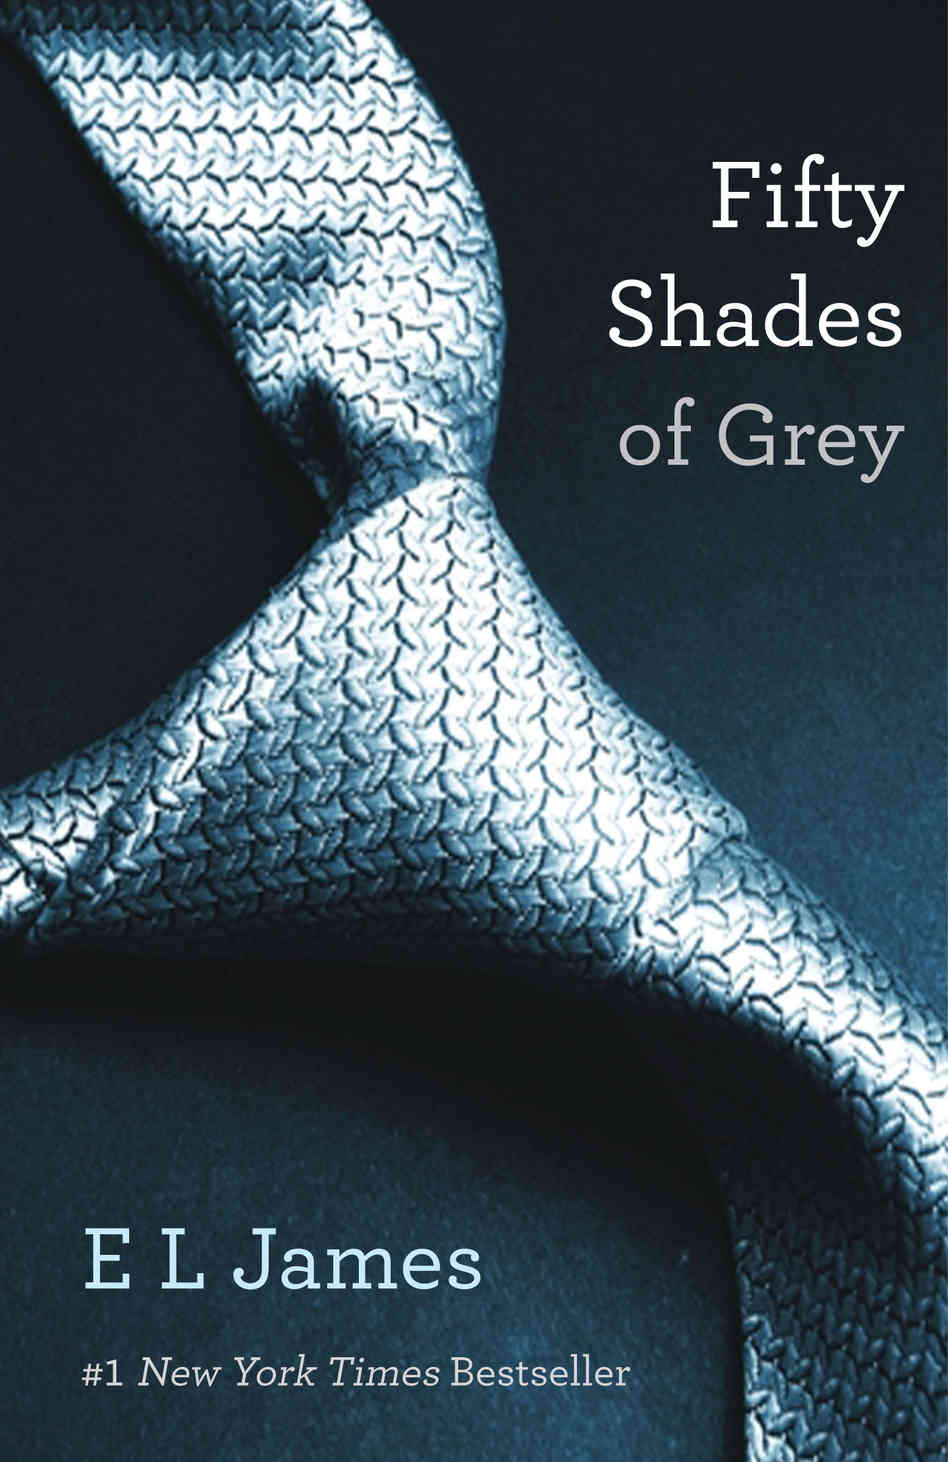 Fifty
Shades
of Grey
E L James
#1 New York Times Bestseller